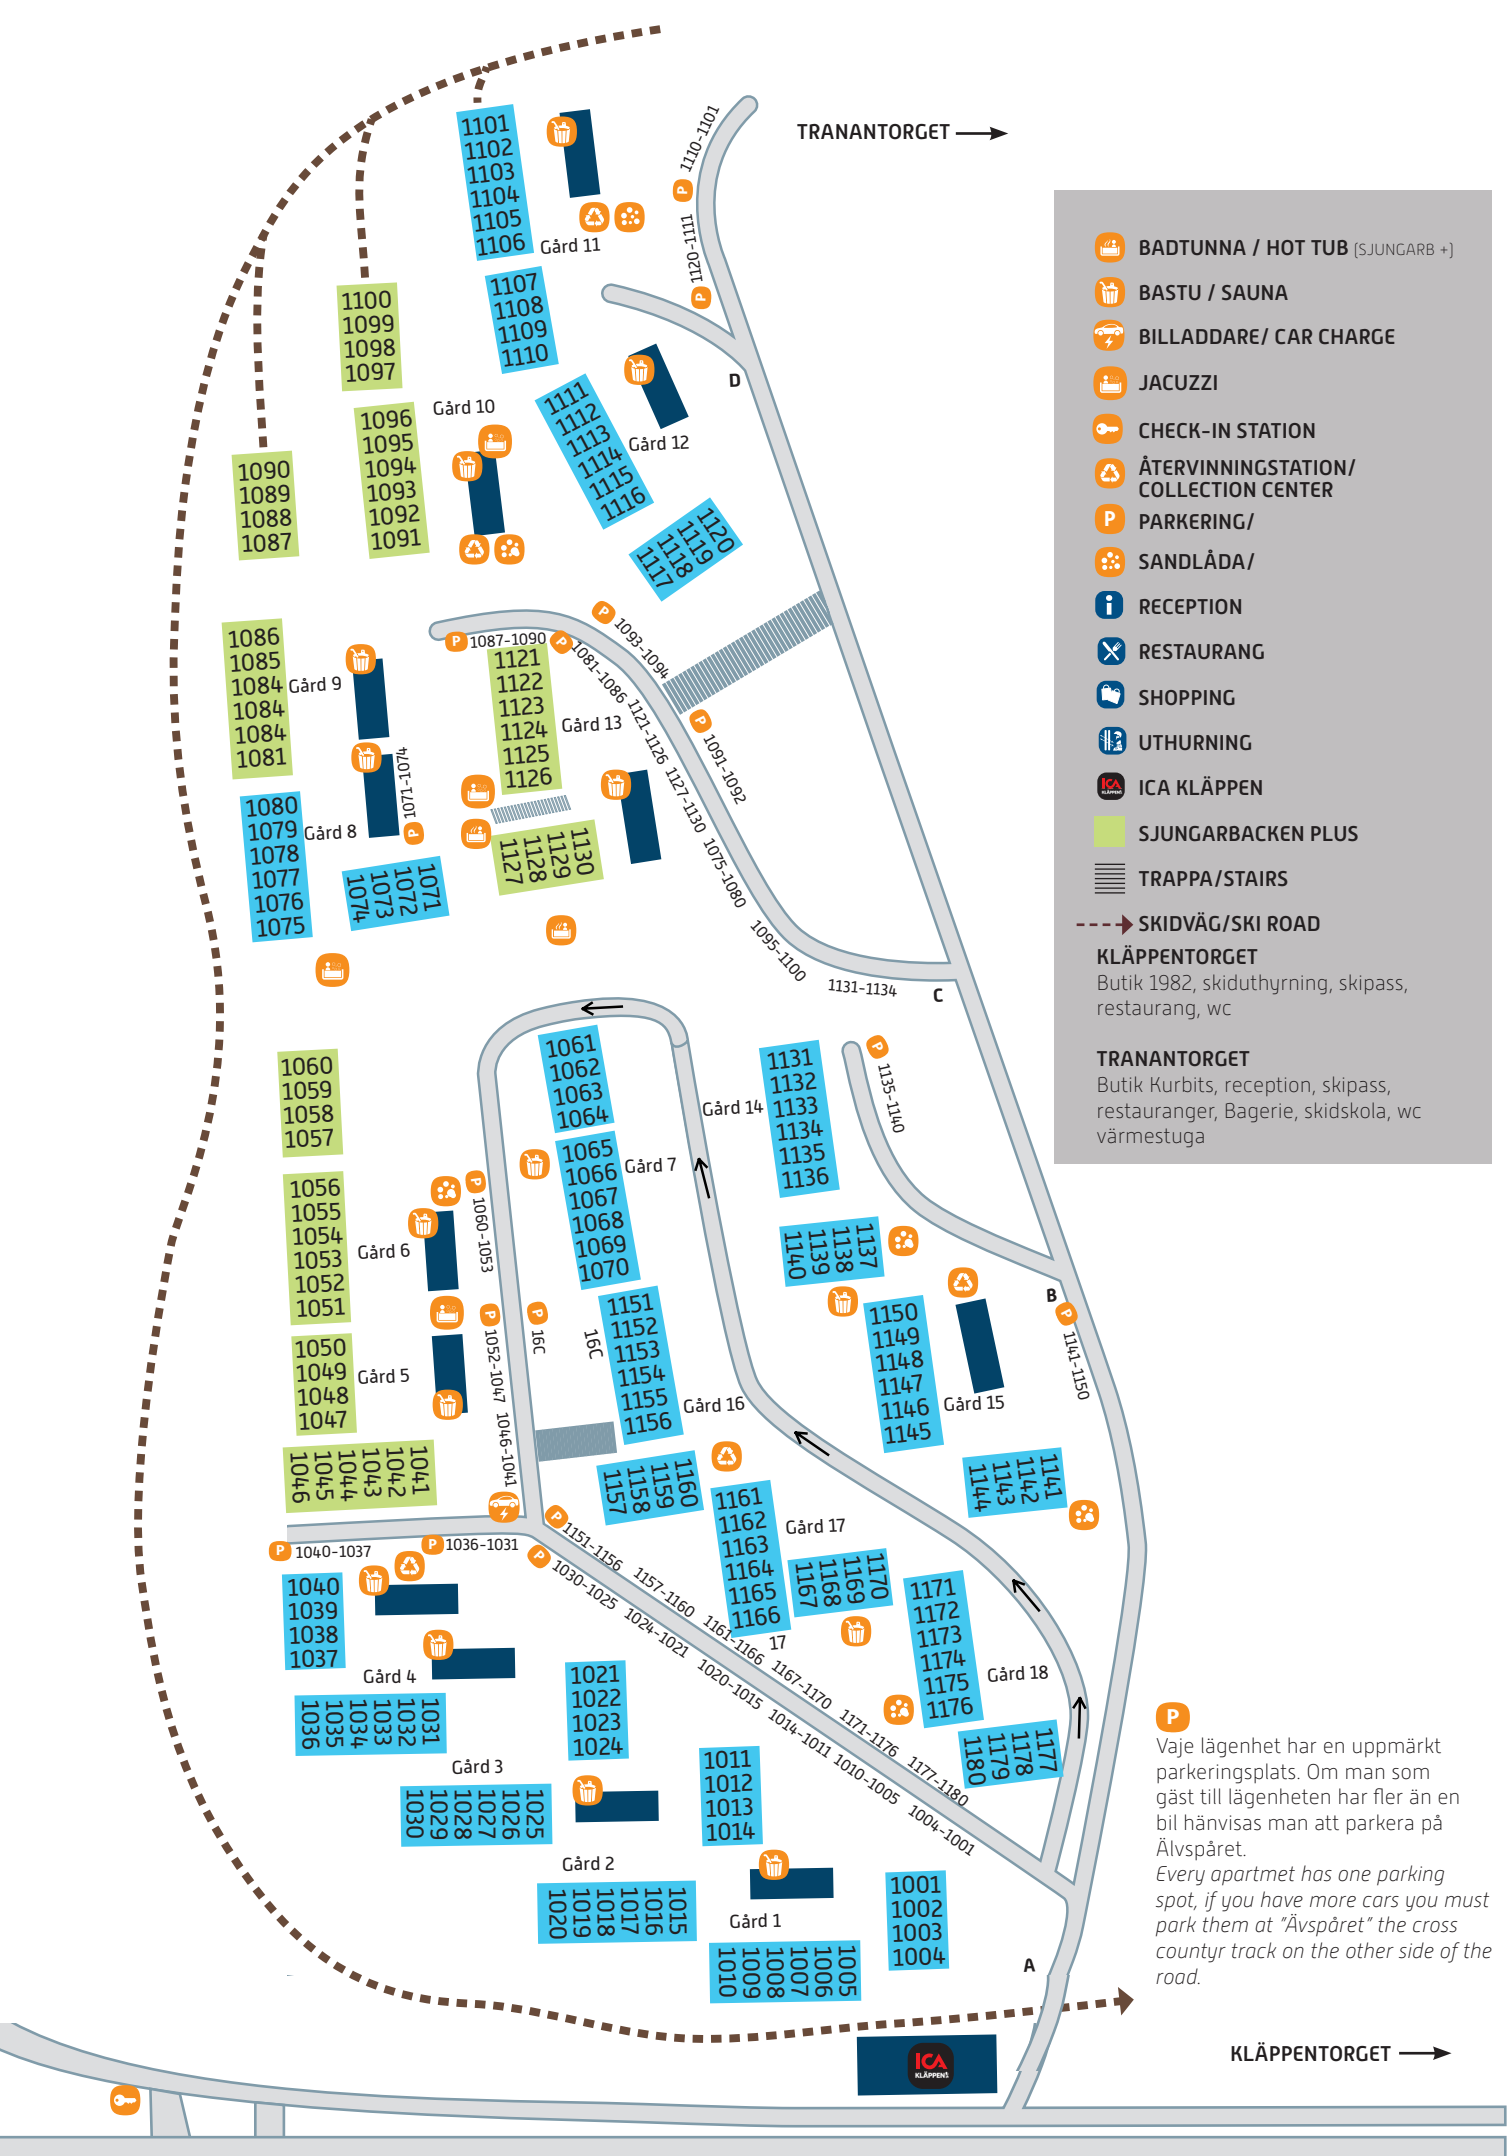 TRANANTORGET
1110-1101
1120-1111
1101
1102
1103
1104
1105
1106
Gård 11
1107
1108
1109
1110
D
1100
1099
1098
1097
Gård 10
1096
1095
1094
1093
1092
1091
1111
1112
1113
1114
1115
1116
Gård 12
1117
1118
1119
1120
1090
1089
1088
1087
P 1087-1090
P 1081-1086
P 1093-1094
1121-1126
1127-1130
1075-1080
1095-1100
1131-1134
P 1091-1092
C
1086
1085
1084
1084
1084
1081
Gård 9
1121
1122
1123
1124
1125
1126
Gård 13
P 1071-1074
1080
1079
1078
1077
1076
1075
Gård 8
1074
1073
1072
1071
1127
1128
1129
1130
1060
1059
1058
1057
1061
1062
1063
1064
1065
1066
1067
1068
1069
1070
Gård 7
Gård 14
1131
1132
1133
1134
1135
1136
P 1135-1140
1140
1139
1138
1137
1056
1055
1054
1053
1052
1051
Gård 6
P 1060-1053
P 1052-1047
1046-1041
P 16C
16C
1151
1152
1153
1154
1155
1156
Gård 16
1150
1149
1148
1147
1146
1145
Gård 15
B
P 1141-1150
1050
1049
1048
1047
Gård 5
1046
1045
1044
1043
1042
1041
1157
1158
1159
1160
1144
1143
1142
1141
1161
1162
1163
1164
1165
1166
17
Gård 17
1167
1168
1169
1170
1171
1172
1173
1174
1175
1176
Gård 18
1180
1179
1178
1177
P 1040-1037
P 1036-1031
P 1151-1156
1157-1160
1161-1166
1167-1170
1171-1176
1177-1180
P 1030-1025
1024-1021
1020-1015
1014-1011
1010-1005
1004-1001
1040
1039
1038
1037
Gård 4
1036
1035
1034
1033
1032
1031
1021
1022
1023
1024
Gård 3
1030
1029
1028
1027
1026
1025
1011
1012
1013
1014
Gård 2
1020
1019
1018
1017
1016
1015
Gård 1
1010
1009
1008
1007
1006
1005
1001
1002
1003
1004
A
ICA
KLÄPPEN
BADTUNNA / HOT TUB (SJUNGARB +)
BASTU / SAUNA
BILLADDARE/ CAR CHARGE
JACUZZI
CHECK-IN STATION
ÅTERVINNINGSTATION/
COLLECTION CENTER
P PARKERING/
SANDLÅDA/
i RECEPTION
RESTAURANG
SHOPPING
UTHURNING
ICA KLÄPPEN ICA KLÄPPEN
SJUNGARBACKEN PLUS
TRAPPA/STAIRS
SKIDVÄG/SKI ROAD
KLÄPPENTORGET
Butik 1982, skiduthyrning, skipass,
restaurang, wc
TRANANTORGET
Butik Kurbits, reception, skipass,
restauranger, Bagerie, skidskola, wc
värmestuga
P
Vaje lägenhet har en uppmärkt
parkeringsplats. Om man som
gäst till lägenheten har fler än en
bil hänvisas man att parkera på
Älvspåret.
Every apartmet has one parking
spot, if you have more cars you must
park them at "Ävspåret" the cross
countyr track on the other side of the
road.
KLÄPPENTORGET